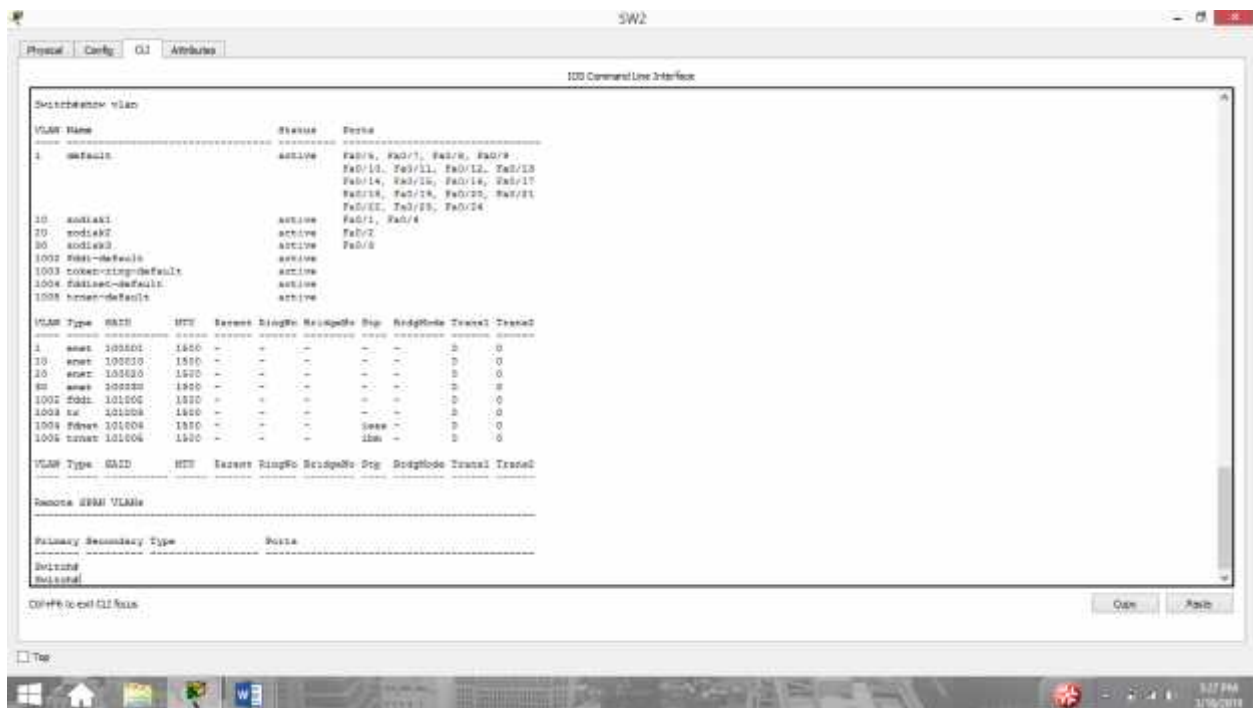 SW2
Physical Config CLI Attributes
IOS Command Line Interface
Switch#show vlan
VLAN Name Status Ports
1 default active Fa0/6, Fa0/7, Fa0/8, Fa0/9
Fa0/10, Fa0/11, Fa0/12, Fa0/13
Fa0/14, Fa0/15, Fa0/16, Fa0/17
Fa0/18, Fa0/19, Fa0/20, Fa0/21
Fa0/22, Fa0/23, Fa0/24
10 zodiak1 active Fa0/1, Fa0/4
20 zodiak2 active Fa0/2
30 zodiak3 active Fa0/3
1002 fddi-default active
1003 token-ring-default active
1004 fddinet-default active
1005 trnet-default active
VLAN Type SAID MTU Parent RingNo BridgeNo Stp BrdgMode Trans1 Trans2
1 enet 100001 1500 - - - - - 0 0
10 enet 100010 1500 - - - - - 0 0
20 enet 100020 1500 - - - - - 0 0
30 enet 100030 1500 - - - - - 0 0
1002 fddi 101002 1500 - - - - - 0 0
1003 tr 101003 1500 - - - - - 0 0
1004 fdnet 101004 1500 - - - ieee - 0 0
1005 trnet 101005 1500 - - - ibm - 0 0
VLAN Type SAID MTU Parent RingNo BridgeNo Stp BrdgMode Trans1 Trans2
Remote SPAN VLANs
Primary Secondary Type Ports
Switch#
Switch#
Ctrl+F6 to exit CLI focus
Copy Paste
Top
3:27 PM